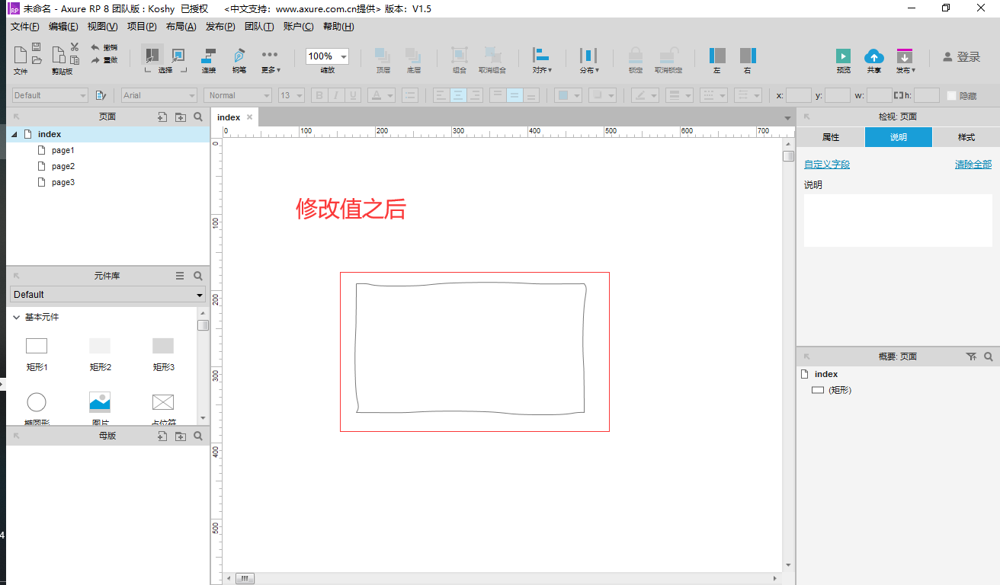 未命名 - Axure RP 8 团队版 : Koshy 已授权 <中文支持：www.axure.com.cn提供> 版本：V1.5
文件(F) 编辑(E) 视图(V) 项目(P) 布局(A) 发布(P) 团队(T) 账户(C) 帮助(H)
撤销
重做
100%
登录
文件 剪贴板 选择 连接 钢笔 更多▾ 缩放 顶层 底层 组合 取消组合 对齐▾ 分布▾ 锁定 取消锁定 左 右 预览 共享 发布▾
Default Arial Normal 13 B I U A x: y: w: h: 隐藏
页面
index
page1
page2
page3
元件库
Default
基本元件
矩形1 矩形2 矩形3
椭圆形 图片 占位符
母版
index
0 100 200 300 400 500 600 700
0
100
200
300
400
500
修改值之后
检视: 页面
属性 说明 样式
自定义字段 清除全部
说明
概要: 页面
index
(矩形)
4